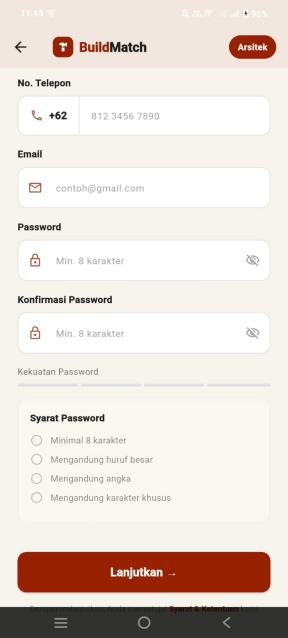 11:45
96%
BuildMatch
Arsitek
No. Telepon
+62
812 3456 7890
Email
contoh@gmail.com
Password
Min. 8 karakter
Konfirmasi Password
Min. 8 karakter
Kekuatan Password
Syarat Password
Minimal 8 karakter
Mengandung huruf besar
Mengandung angka
Mengandung karakter khusus
Lanjutkan →
Syarat & Ketentuan